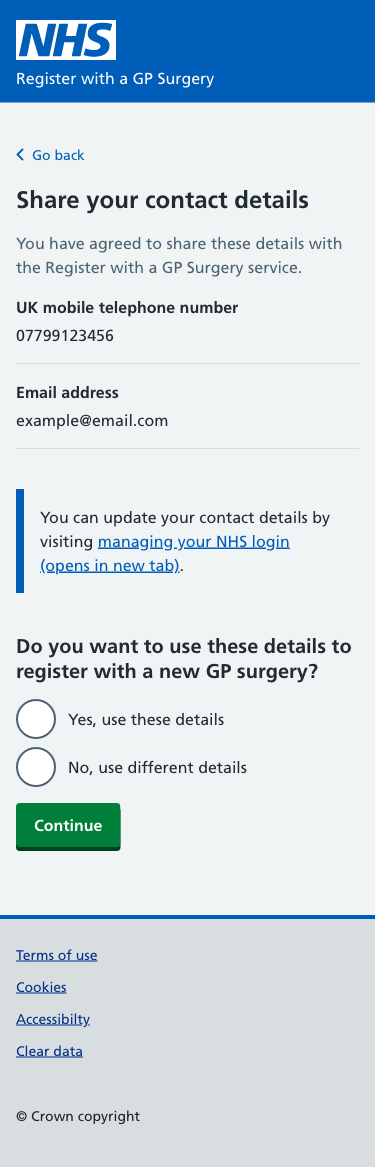 NHS
Register with a GP Surgery
Go back
Share your contact details
You have agreed to share these details with
the Register with a GP Surgery service.
UK mobile telephone number
07799123456
Email address
example@email.com
You can update your contact details by
visiting managing your NHS login
(opens in new tab).
Do you want to use these details to
register with a new GP surgery?
Yes, use these details
No, use different details
Continue
Terms of use
Cookies
Accessibilty
Clear data
© Crown copyright